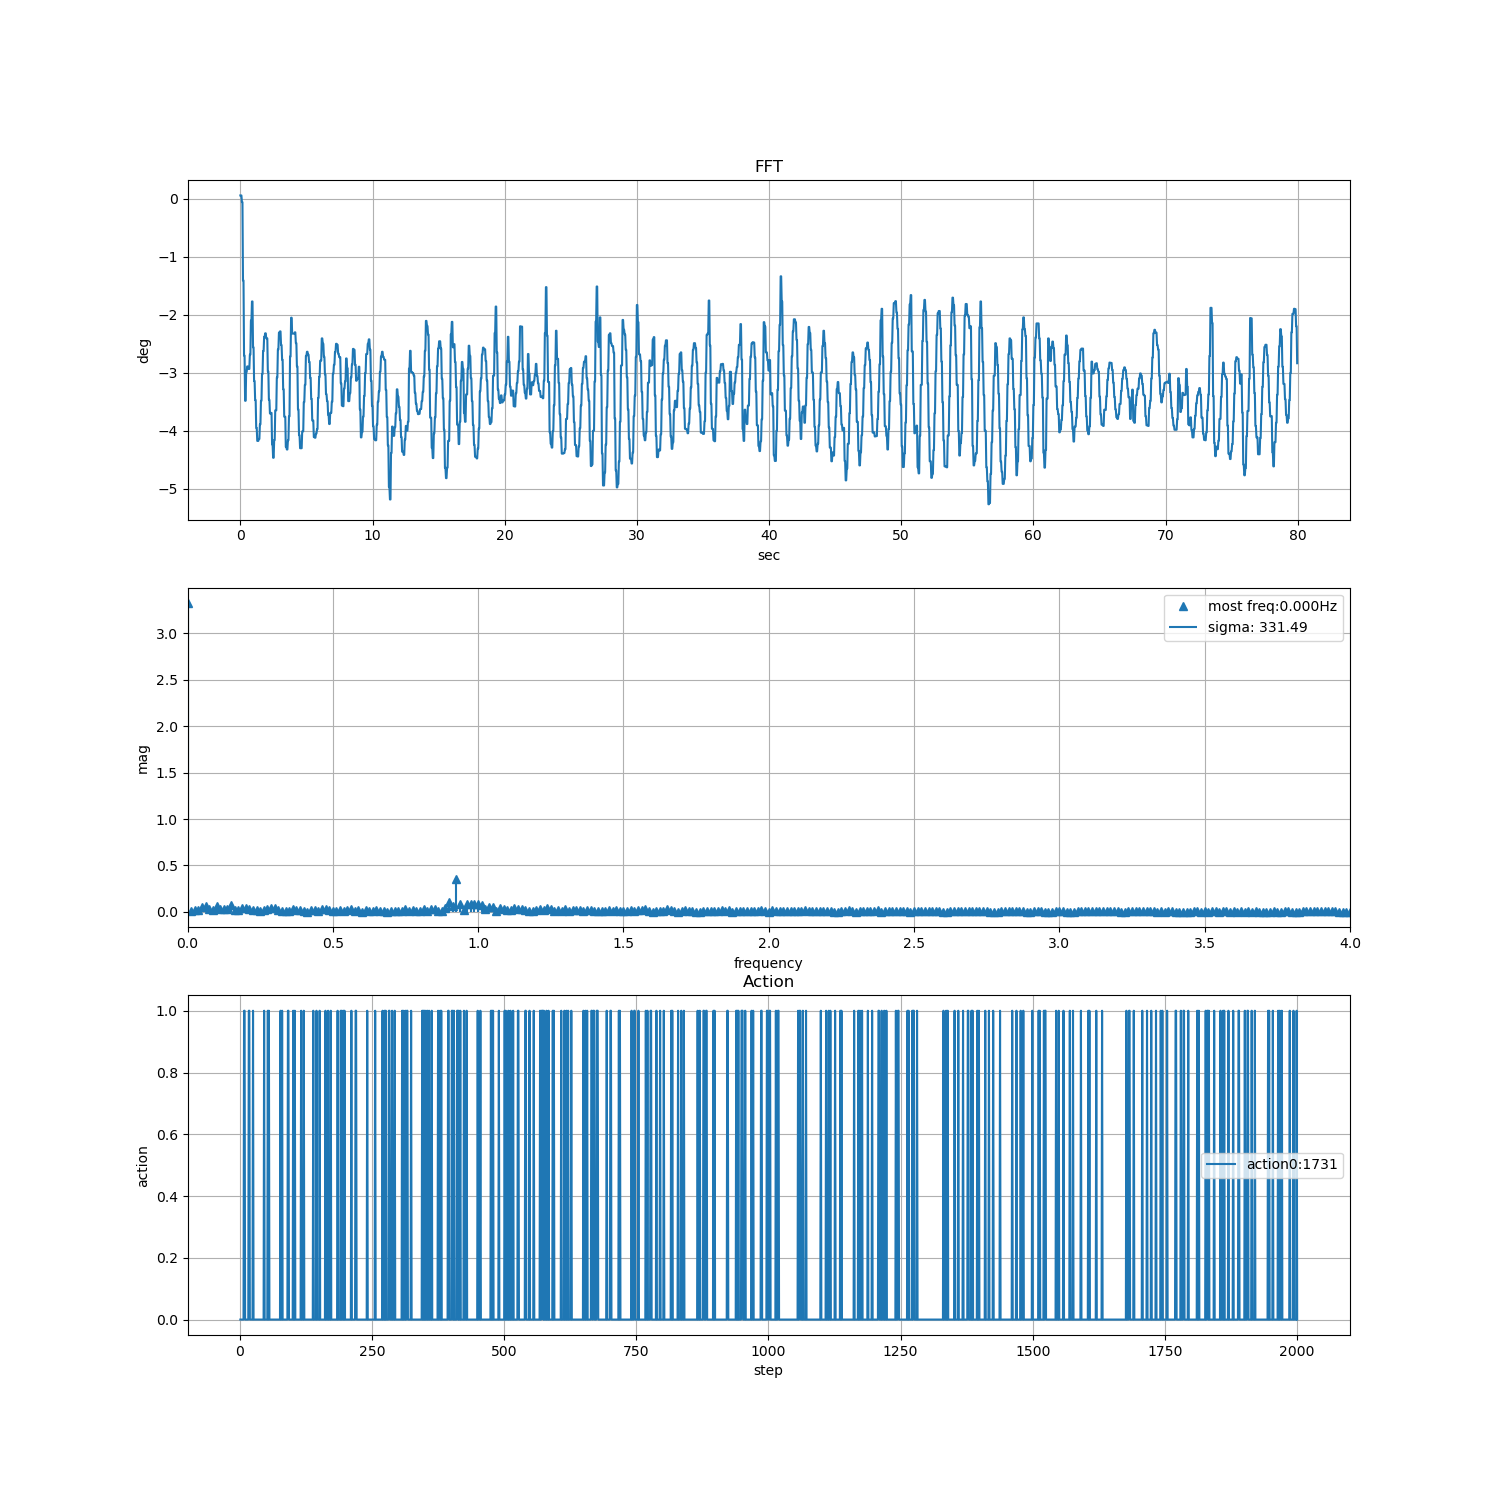 FFT
0
−1
−2
−3
−4
−5
deg
0 10 20 30 40 50 60 70 80
sec
most freq:0.000Hz
sigma: 331.49
3.0
2.5
2.0
1.5
1.0
0.5
0.0
mag
0.0 0.5 1.0 1.5 2.0 2.5 3.0 3.5 4.0
frequency
Action
1.0
0.8
0.6
0.4
0.2
0.0
action
action0:1731
0 250 500 750 1000 1250 1500 1750 2000
step